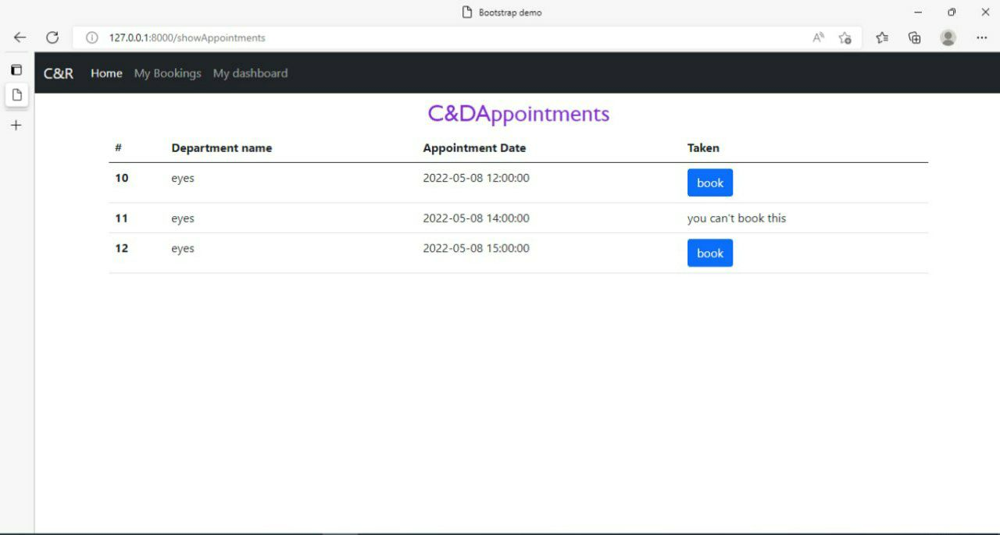 Bootstrap demo
127.0.0.1:8000/showAppointments
C&R Home My Bookings My dashboard
C&DAppointments
# Department name Appointment Date Taken
10 eyes 2022-05-08 12:00:00 book
11 eyes 2022-05-08 14:00:00 you can't book this
12 eyes 2022-05-08 15:00:00 book